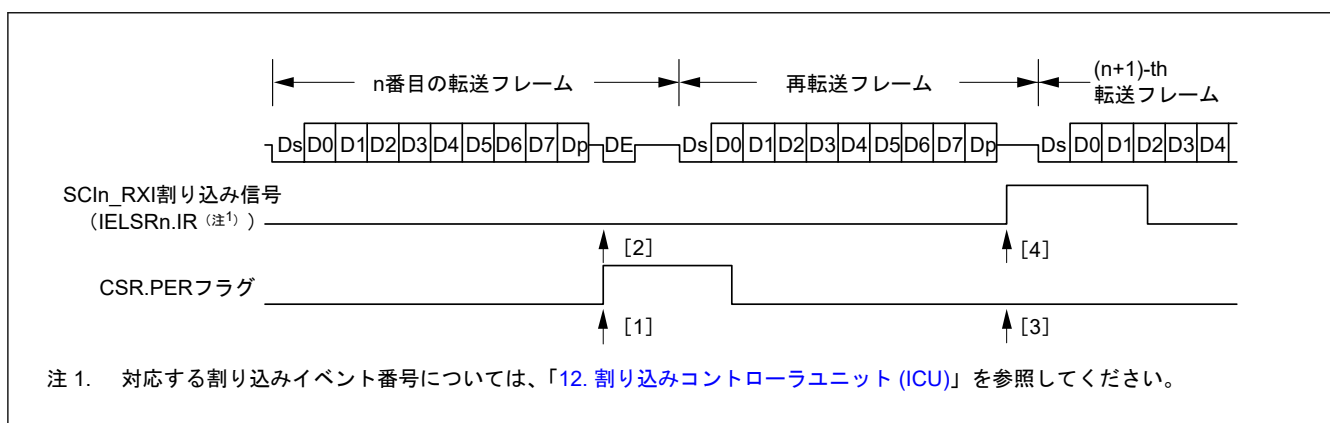 n番目の転送フレーム 再転送フレーム (n+1)-th
転送フレーム
Ds D0 D1 D2 D3 D4 D5 D6 D7 Dp DE Ds D0 D1 D2 D3 D4 D5 D6 D7 Dp Ds D0 D1 D2 D3 D4
SCIn_RXI割り込み信号
(IELSRn.IR(注1))
[2] [4]
CSR.PERフラグ
[1] [3]
注 1. 対応する割り込みイベント番号については、「12. 割り込みコントローラユニット (ICU)」を参照してください。